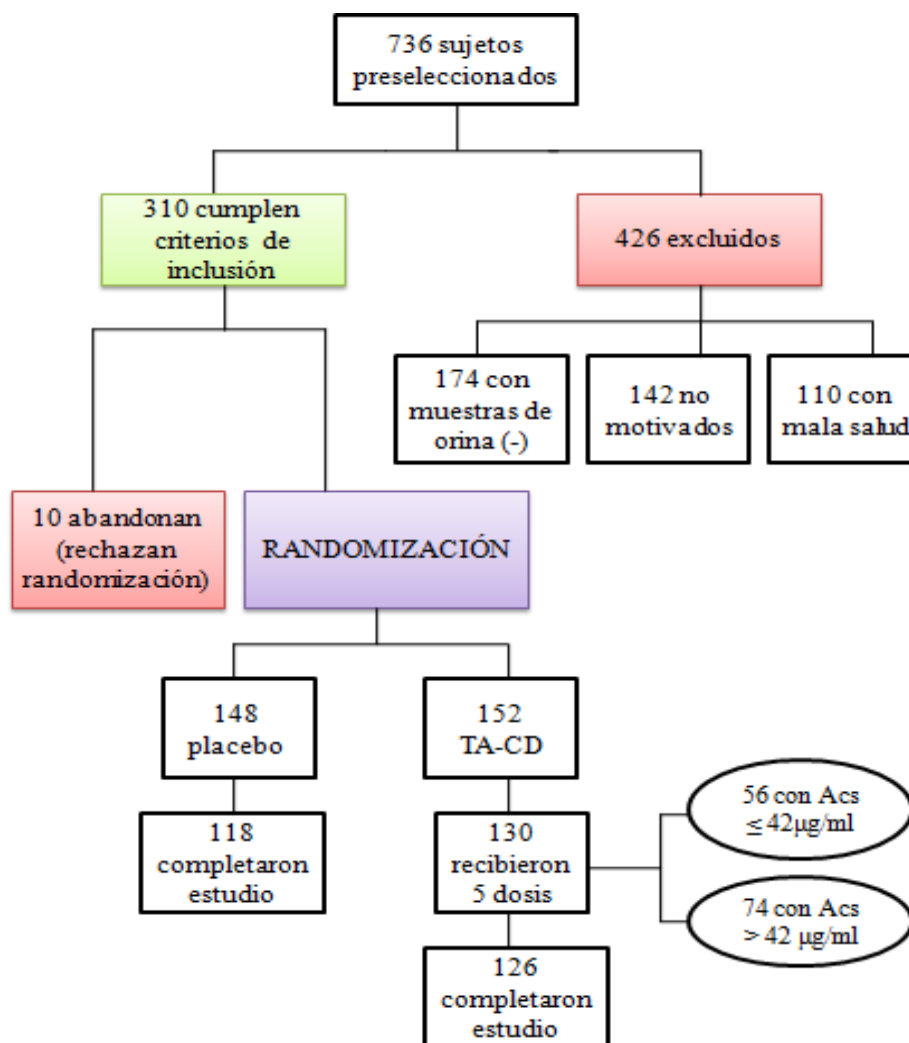 736 sujetos
preseleccionados
310 cumplen
criterios de
inclusión
426 excluidos
174 con
muestras de
orina (-)
142 no
motivados
110 con
mala salud
10 abandonan
(rechazan
randomización)
RANDOMIZACIÓN
148
placebo
152
TA-CD
118
completaron
estudio
130
recibieron
5 dosis
56 con Acs
≤ 42µg/ml
74 con Acs
> 42 µg/ml
126
completaron
estudio